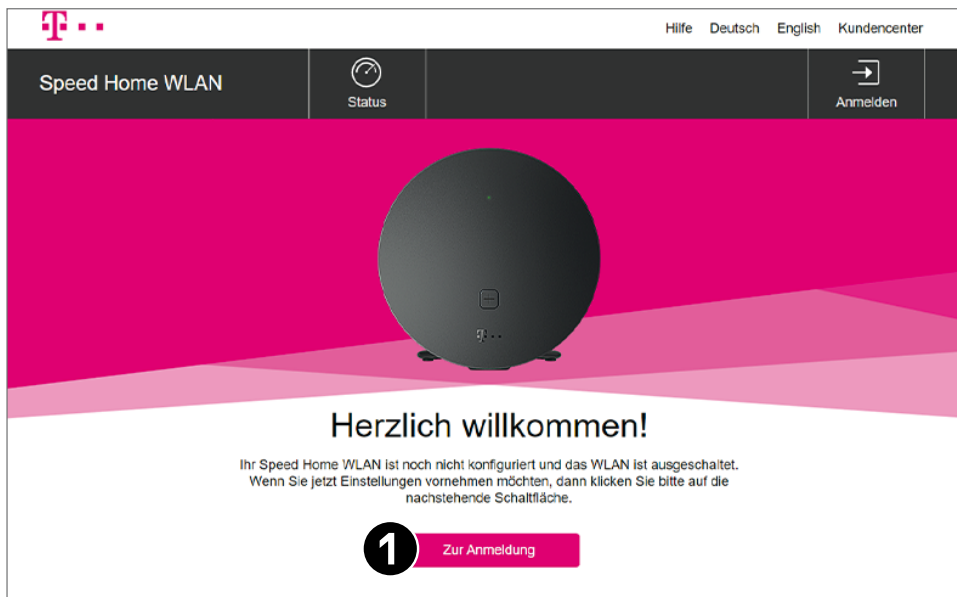 Hilfe Deutsch English Kundencenter
Speed Home WLAN
Status
Anmelden
Herzlich willkommen!
Ihr Speed Home WLAN ist noch nicht konfiguriert und das WLAN ist ausgeschaltet.
Wenn Sie jetzt Einstellungen vornehmen möchten, dann klicken Sie bitte auf die
nachstehende Schaltfläche.
1 Zur Anmeldung